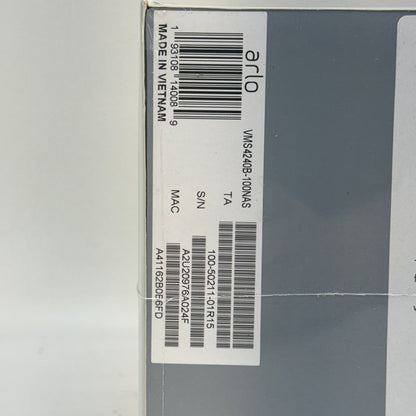 arlo
VMS4240B-100NAS
1 93108 14008 9
MADE IN VIETNAM
TA
100-50211-01R15
S/N
A2U20976A024F
MAC
A41162B0E6FD